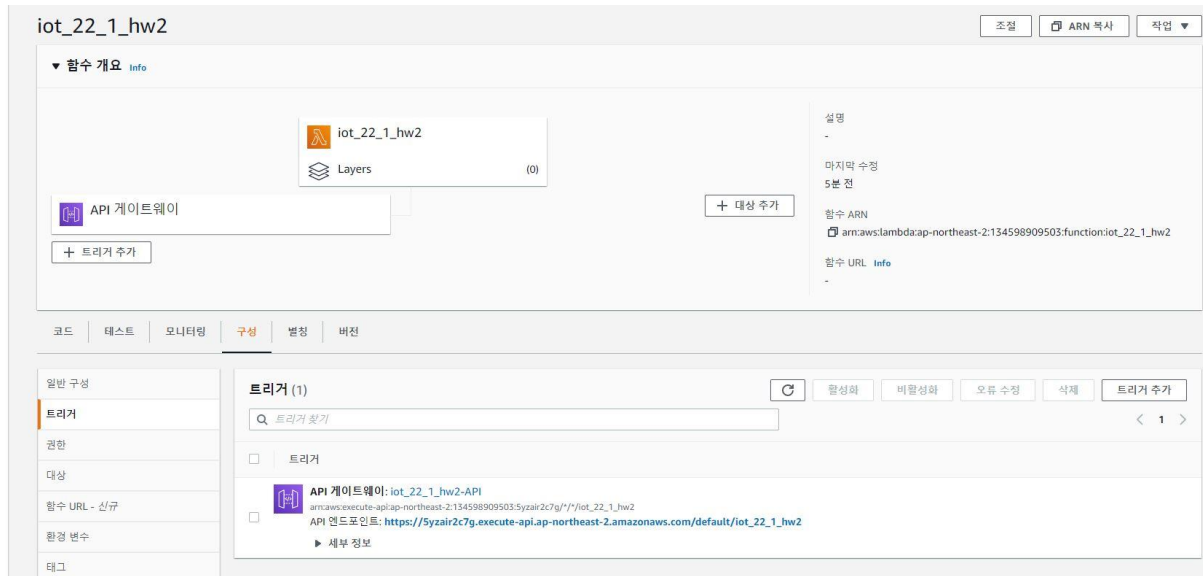 iot_22_1_hw2
조절
ARN 복사
작업 ▼
▼ 함수 개요 Info
iot_22_1_hw2
Layers (0)
API 게이트웨이
+ 트리거 추가
+ 대상 추가
설명
-
마지막 수정
5분 전
함수 ARN
arn:aws:lambda:ap-northeast-2:134598909503:function:iot_22_1_hw2
함수 URL Info
-
코드 테스트 모니터링 구성 별칭 버전
일반 구성
트리거
권한
대상
함수 URL - 신규
환경 변수
태그
트리거 (1)
활성화 비활성화 오류 수정 삭제 트리거 추가
트리거 찾기
< 1 >
트리거
API 게이트웨이: iot_22_1_hw2-API
arn:aws:execute-api:ap-northeast-2:134598909503:5yzair2c7g/*/*/iot_22_1_hw2
API 엔드포인트: https://5yzair2c7g.execute-api.ap-northeast-2.amazonaws.com/default/iot_22_1_hw2
▶ 세부 정보